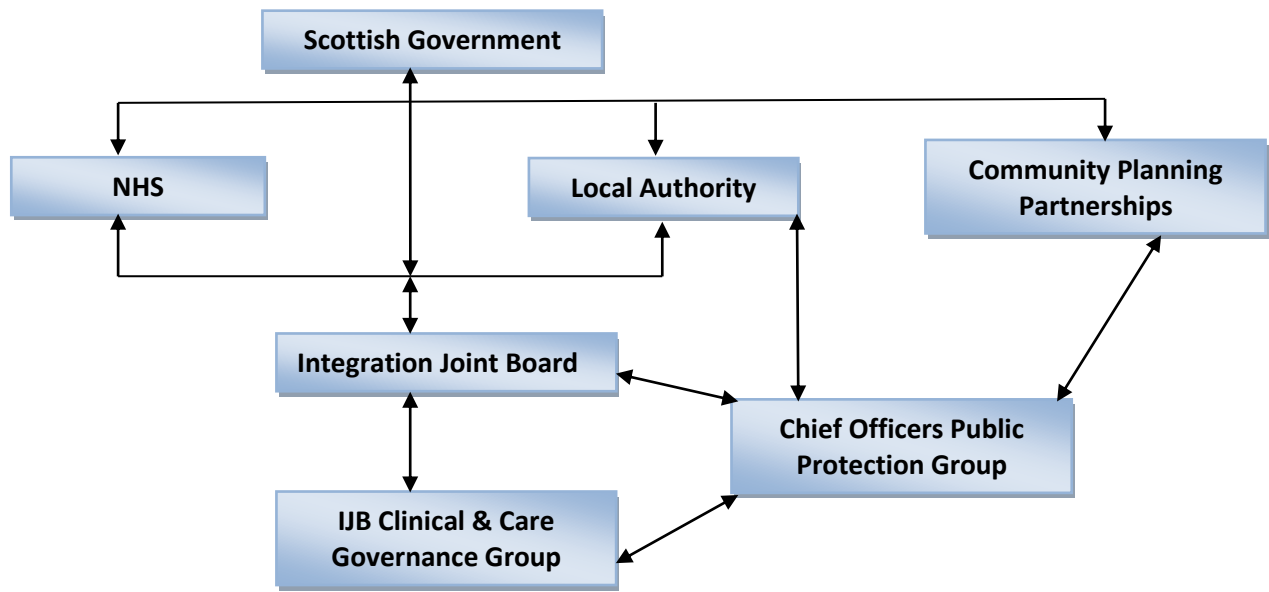 Scottish Government
NHS
Local Authority
Community Planning
Partnerships
Integration Joint Board
Chief Officers Public
Protection Group
IJB Clinical & Care
Governance Group